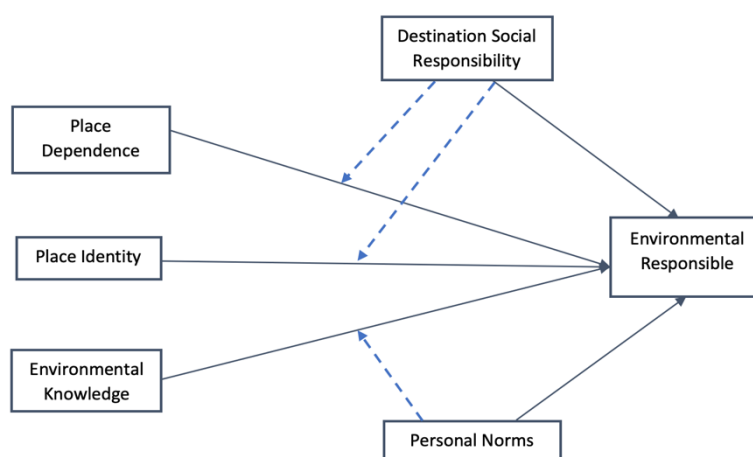 Destination Social
Responsibility
Place
Dependence
Place Identity
Environmental
Responsible
Environmental
Knowledge
Personal Norms